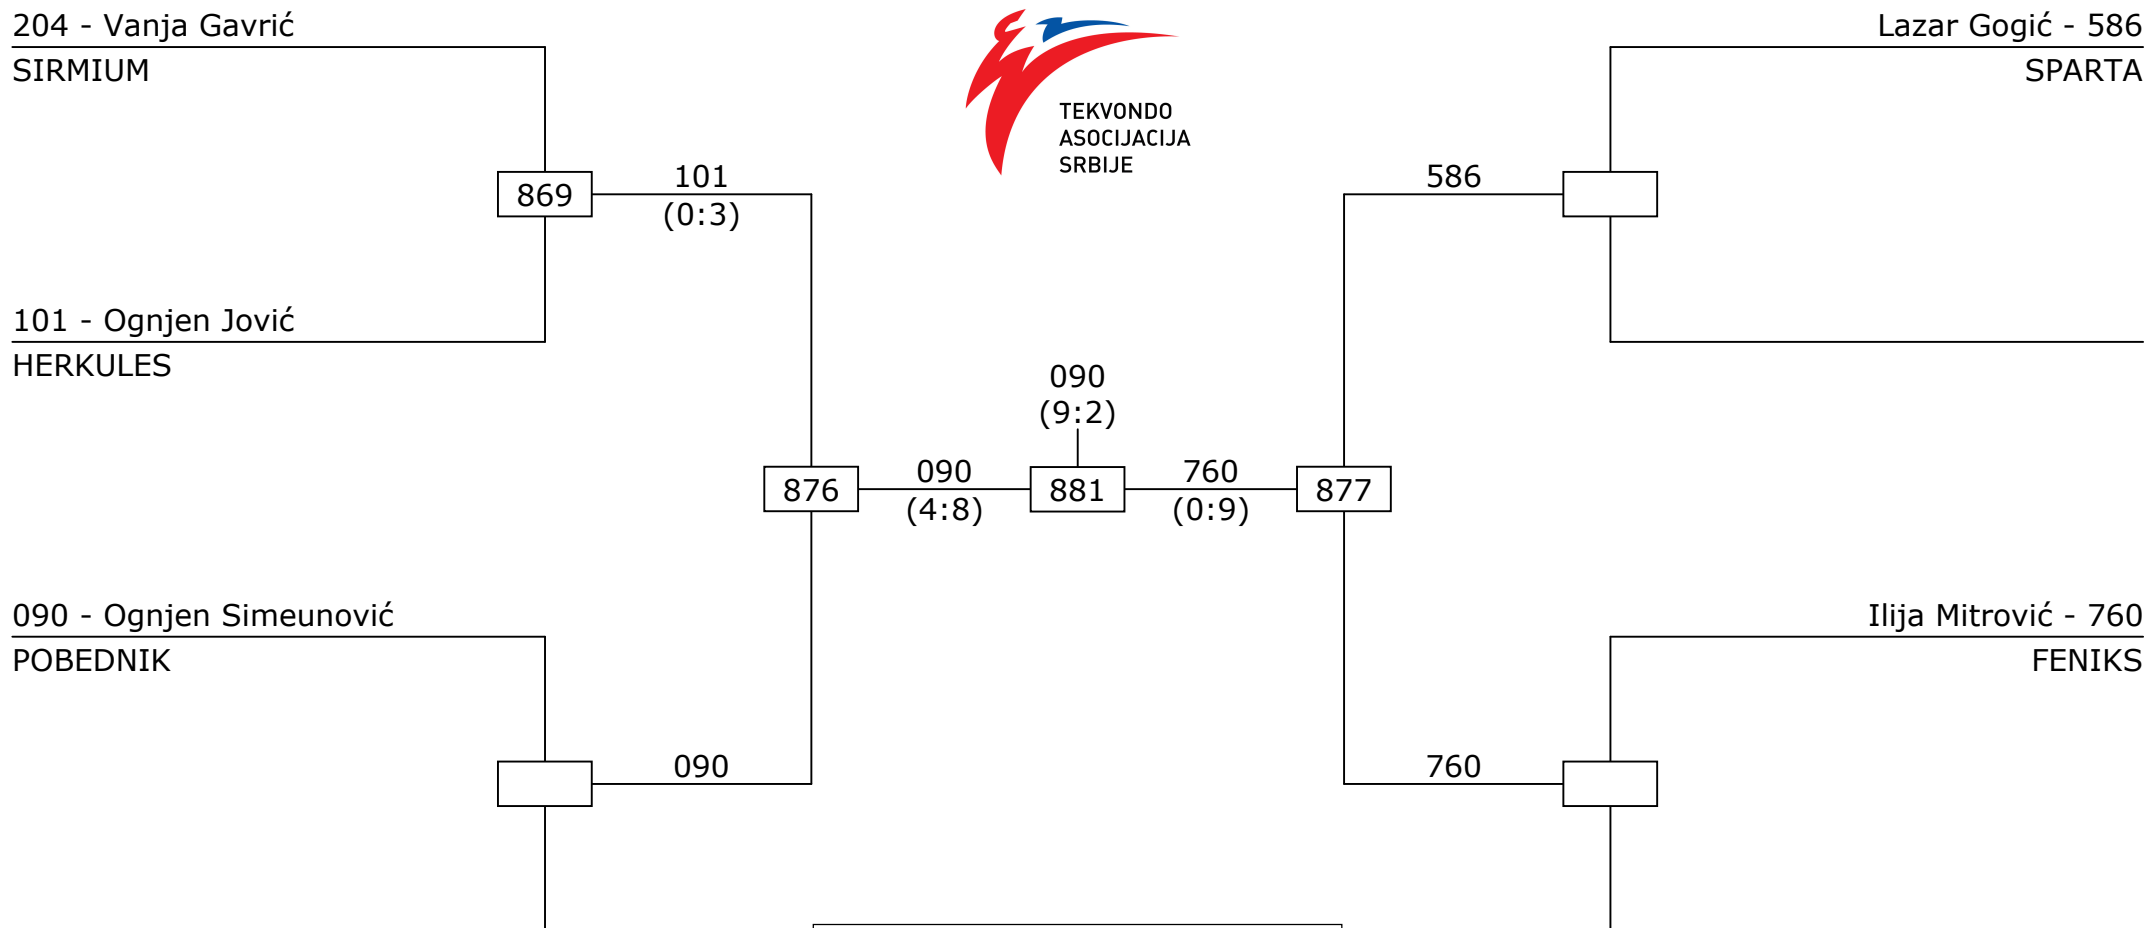 204 - Vanja Gavrić
SIRMIUM
TEKVONDO
ASOCIJACIJA
SRBIJE
Lazar Gogić - 586
SPARTA
869
101
(0:3)
586
101 - Ognjen Jović
HERKULES
090
(9:2)
876
090
(4:8)
881
760
(0:9)
877
090 - Ognjen Simeunović
POBEDNIK
Ilija Mitrović - 760
FENIKS
090
760